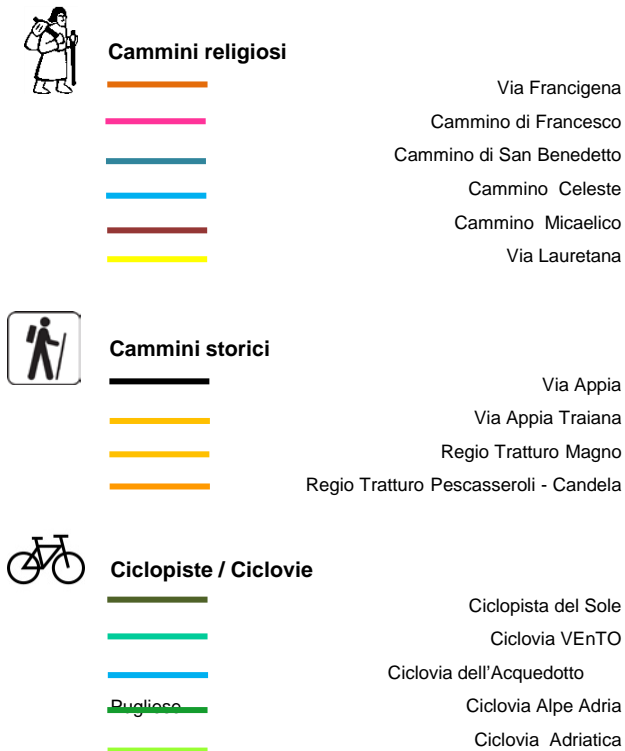 Cammini religiosi
Via Francigena
Cammino di Francesco
Cammino di San Benedetto
Cammino Celeste
Cammino Micaelico
Via Lauretana
Cammini storici
Via Appia
Via Appia Traiana
Regio Tratturo Magno
Regio Tratturo Pescasseroli - Candela
Ciclopiste / Ciclovie
Ciclopista del Sole
Ciclovia VEnTO
Ciclovia dell'Acquedotto
Pugliese Ciclovia Alpe Adria
Ciclovia Adriatica